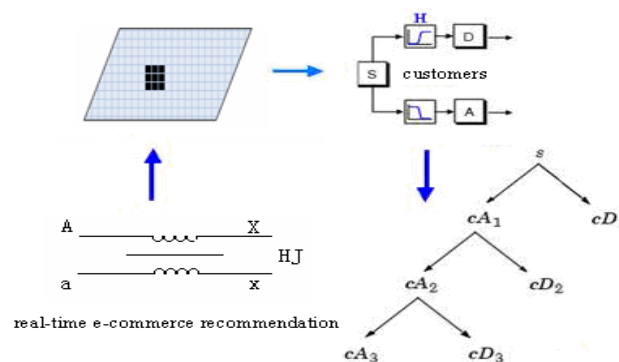 H
D
S customers
A
s
cA1 cD
A X
HJ
a x
cA2 cD2
real-time e-commerce recommendation
cA3 cD3